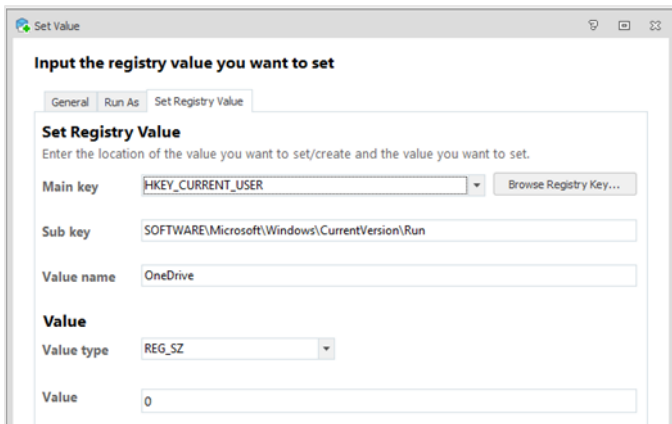 Set Value
Input the registry value you want to set
General Run As Set Registry Value
Set Registry Value
Enter the location of the value you want to set/create and the value you want to set.
Main key HKEY_CURRENT_USER Browse Registry Key...
Sub key SOFTWARE\Microsoft\Windows\CurrentVersion\Run
Value name OneDrive
Value
Value type REG_SZ
Value 0